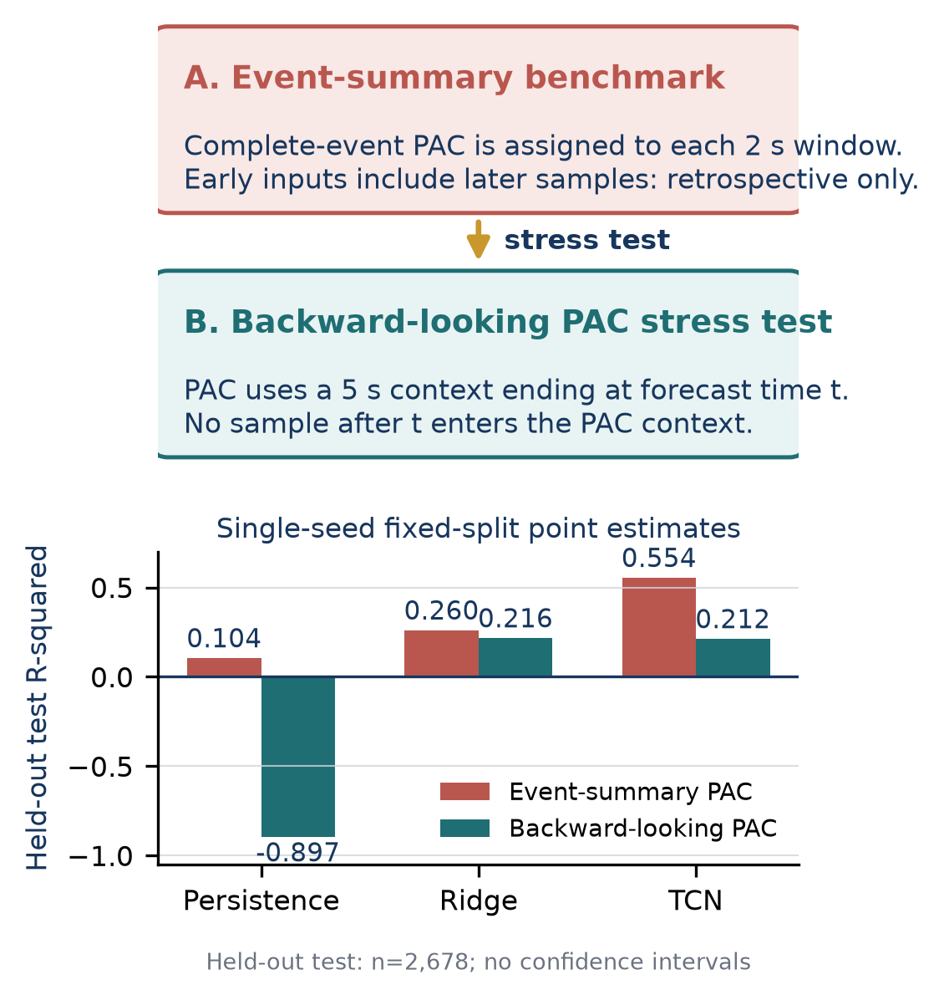 A. Event-summary benchmark
Complete-event PAC is assigned to each 2 s window.
Early inputs include later samples: retrospective only.
stress test
B. Backward-looking PAC stress test
PAC uses a 5 s context ending at forecast time t.
No sample after t enters the PAC context.
Single-seed fixed-split point estimates
Held-out test R-squared
0.5
0.0
−0.5
−1.0
0.104
-0.897
0.260
0.216
0.554
0.212
Event-summary PAC
Backward-looking PAC
Persistence
Ridge
TCN
Held-out test: n=2,678; no confidence intervals